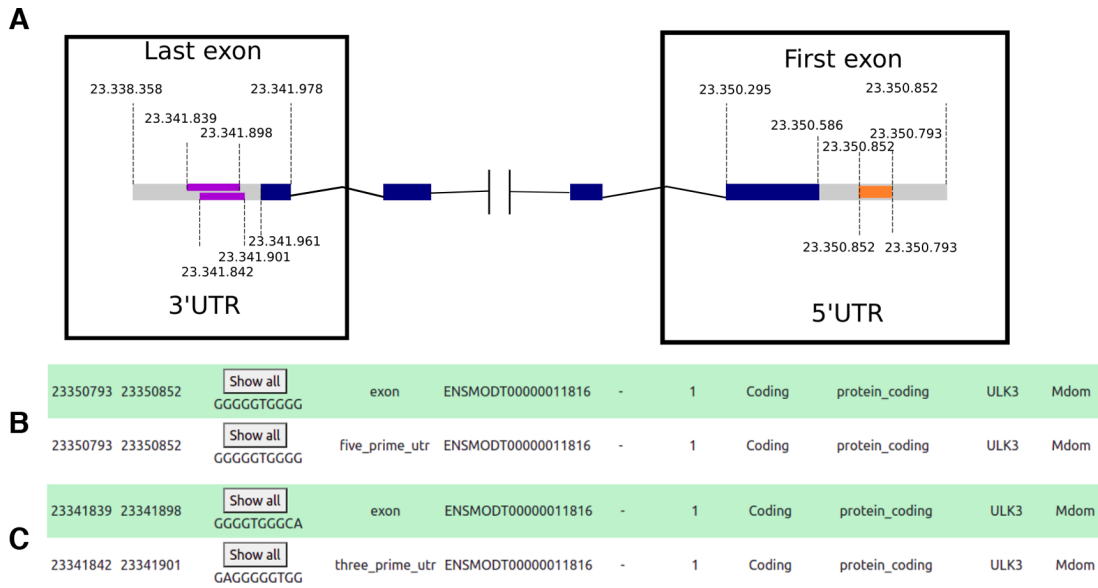 A
Last exon
First exon
23.338.358
23.341.978
23.350.295
23.350.852
23.341.839
23.341.898
23.350.586
23.350.793
23.350.852
23.341.961
23.341.901
23.341.842
23.350.852
23.350.793
3'UTR
5'UTR
B
23350793 23350852 Show all GGGGGTGGGG exon ENSMODT00000011816 - 1 Coding protein_coding ULK3 Mdom
23350793 23350852 Show all GGGGGTGGGG five_prime_utr ENSMODT00000011816 - 1 Coding protein_coding ULK3 Mdom
C
23341839 23341898 Show all GGGGTGGGCA exon ENSMODT00000011816 - 1 Coding protein_coding ULK3 Mdom
23341842 23341901 Show all GAGGGGGTGG three_prime_utr ENSMODT00000011816 - 1 Coding protein_coding ULK3 Mdom